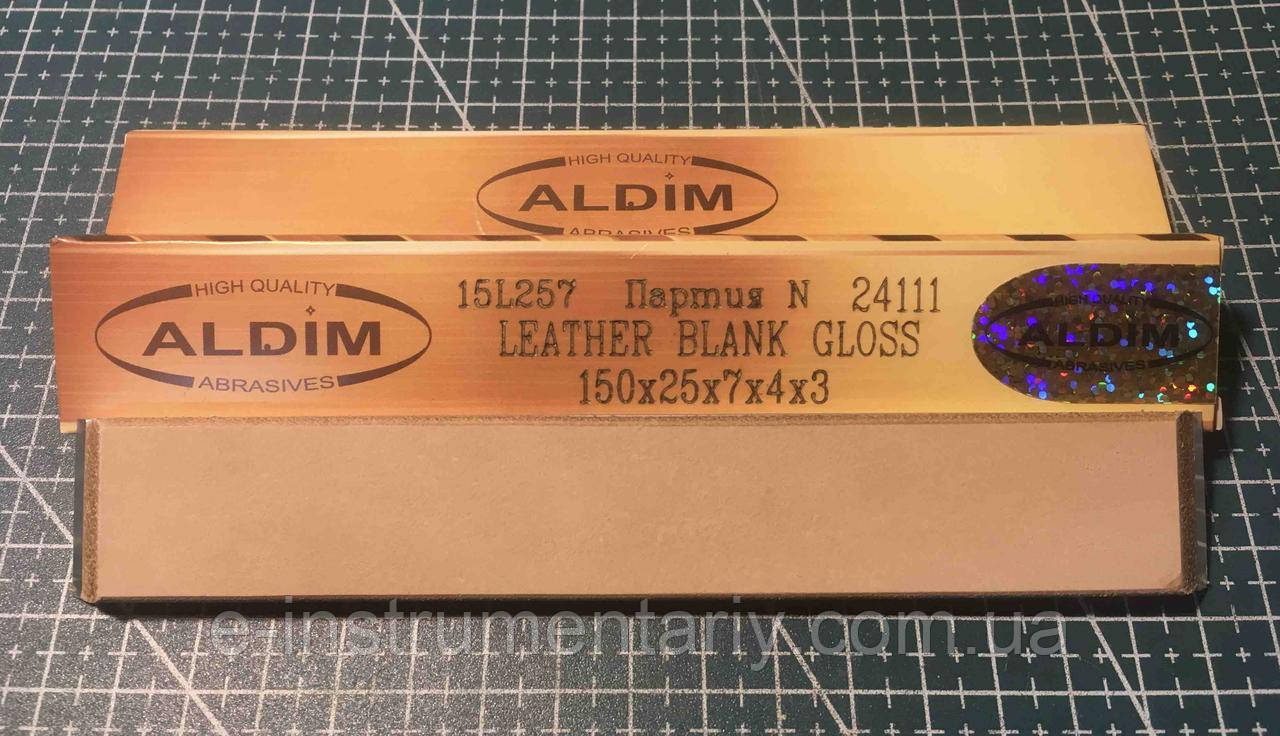 HIGH QUALITY
ALDIM
ABRASIVES
HIGH QUALITY
ALDIM
ABRASIVES
15L257 Партия N 24111
LEATHER BLANK GLOSS
150x25x7x4x3
HIGH QUALITY
ALDIM
ABRASIVES
e-instrumentariy.com.ua